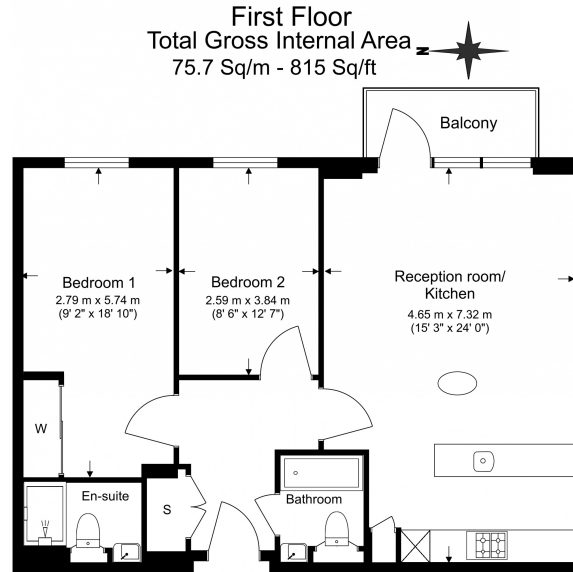 First Floor
Total Gross Internal Area
75.7 Sq/m - 815 Sq/ft
N
Balcony
Bedroom 1
2.79 m x 5.74 m
(9' 2" x 18' 10")
Bedroom 2
2.59 m x 3.84 m
(8' 6" x 12' 7")
Reception room/
Kitchen
4.65 m x 7.32 m
(15' 3" x 24' 0")
W
En-suite
S
Bathroom